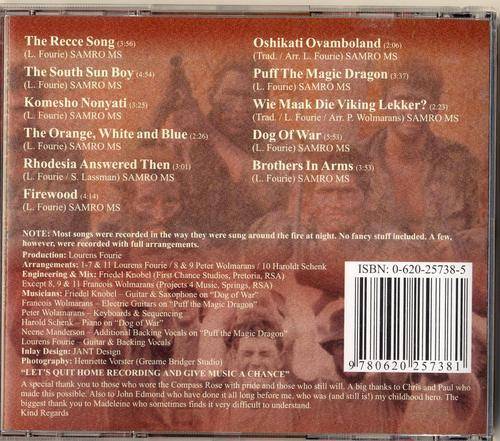 The Recce Song (3:56)
(L. Fourie) SAMRO MS
The South Sun Boy (4:54)
(L. Fourie) SAMRO MS
Komesho Nonyati (3:25)
(L. Fourie) SAMRO MS
The Orange, White and Blue (2:26)
(L. Fourie) SAMRO MS
Rhodesia Answered Then (3:01)
(L. Fourie / S. Lassman) SAMRO MS
Firewood (4:14)
(L. Fourie) SAMRO MS
Oshikati Ovamboland (2:06)
(Trad. / Arr. L. Fourie) SAMRO MS
Puff The Magic Dragon (3:37)
(L. Fourie) SAMRO MS
Wie Maak Die Viking Lekker? (2:23)
(Trad. / L. Fourie / Arr. P. Wolmarans) SAMRO MS
Dog Of War (5:51)
(L. Fourie) SAMRO MS
Brothers In Arms (3:53)
(L. Fourie) SAMRO MS
NOTE: Most songs were recorded in the way they were sung around the fire at night. No fancy stuff included. A few,
however, were recorded with full arrangements.
Production: Lourens Fourie
Arrangements: 1-7 & 11 Lourens Fourie / 8 & 9 Peter Wolmarans / 10 Haroldt Schenk
Engineering & Mix: Friedel Knobel (First Chance Studies, Pretoria, RSA)
Except 8, 9 & 11 Francois Wolmarans (Projects 4 Music, Springs, RSA)
Musicians: Friedel Knobel – Guitar & Saxophone on "Dog of War"
Francois Wolmarans – Electric Guitars on "Puff the Magic Dragon"
Peter Wolamarans – Keyboards & Sequencing
Harold Schenk – Piano on "Dog of War"
Neene Manderson – Additional Backing Vocals on "Puff the Magic Dragon"
Lourens Fourie – Guitar & Backing Vocals
Inlay Design: JANT Design
Photography: Henriette Vorster (Greame Bridger Studio)
"LET'S QUIT HOME RECORDING AND GIVE MUSIC A CHANCE"
A special thank you to those who wore the Compass Rose with pride and those who still will. A big thanks to Chris and Paul who
made this possible. Also to John Edmond who have done it all long before me, who was (and still is!) my childhood hero. The
biggest thank you to Madeleine who sometimes finds it very difficult to understand.
Kind Regards
ISBN: 0-620-25738-5
9 780620 257381